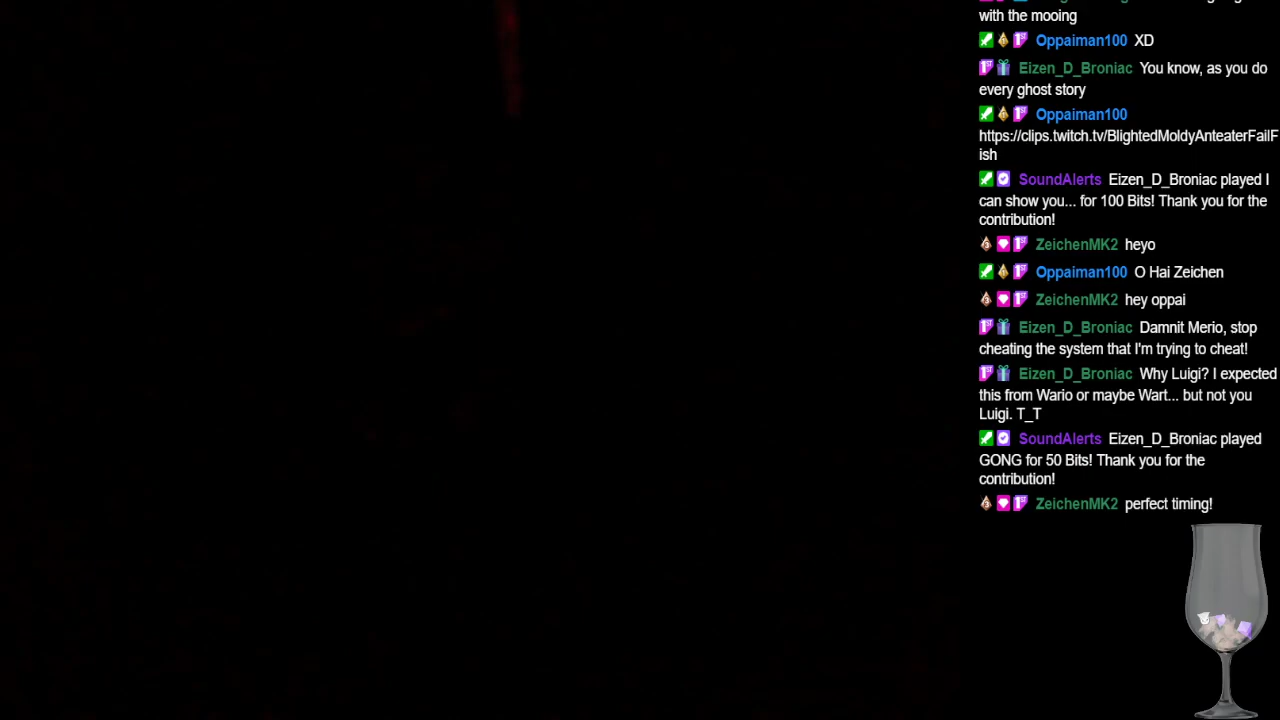 with the mooing
Oppaiman100 XD
Eizen_D_Broniac You know, as you do
every ghost story
Oppaiman100
https://clips.twitch.tv/BlightedMoldyAnteaterFailF
ish
SoundAlerts Eizen_D_Broniac played I
can show you... for 100 Bits! Thank you for the
contribution!
ZeichenMK2 heyo
Oppaiman100 O Hai Zeichen
ZeichenMK2 hey oppai
Eizen_D_Broniac Damnit Merio, stop
cheating the system that I'm trying to cheat!
Eizen_D_Broniac Why Luigi? I expected
this from Wario or maybe Wart... but not you
Luigi. T_T
SoundAlerts Eizen_D_Broniac played
GONG for 50 Bits! Thank you for the
contribution!
ZeichenMK2 perfect timing!